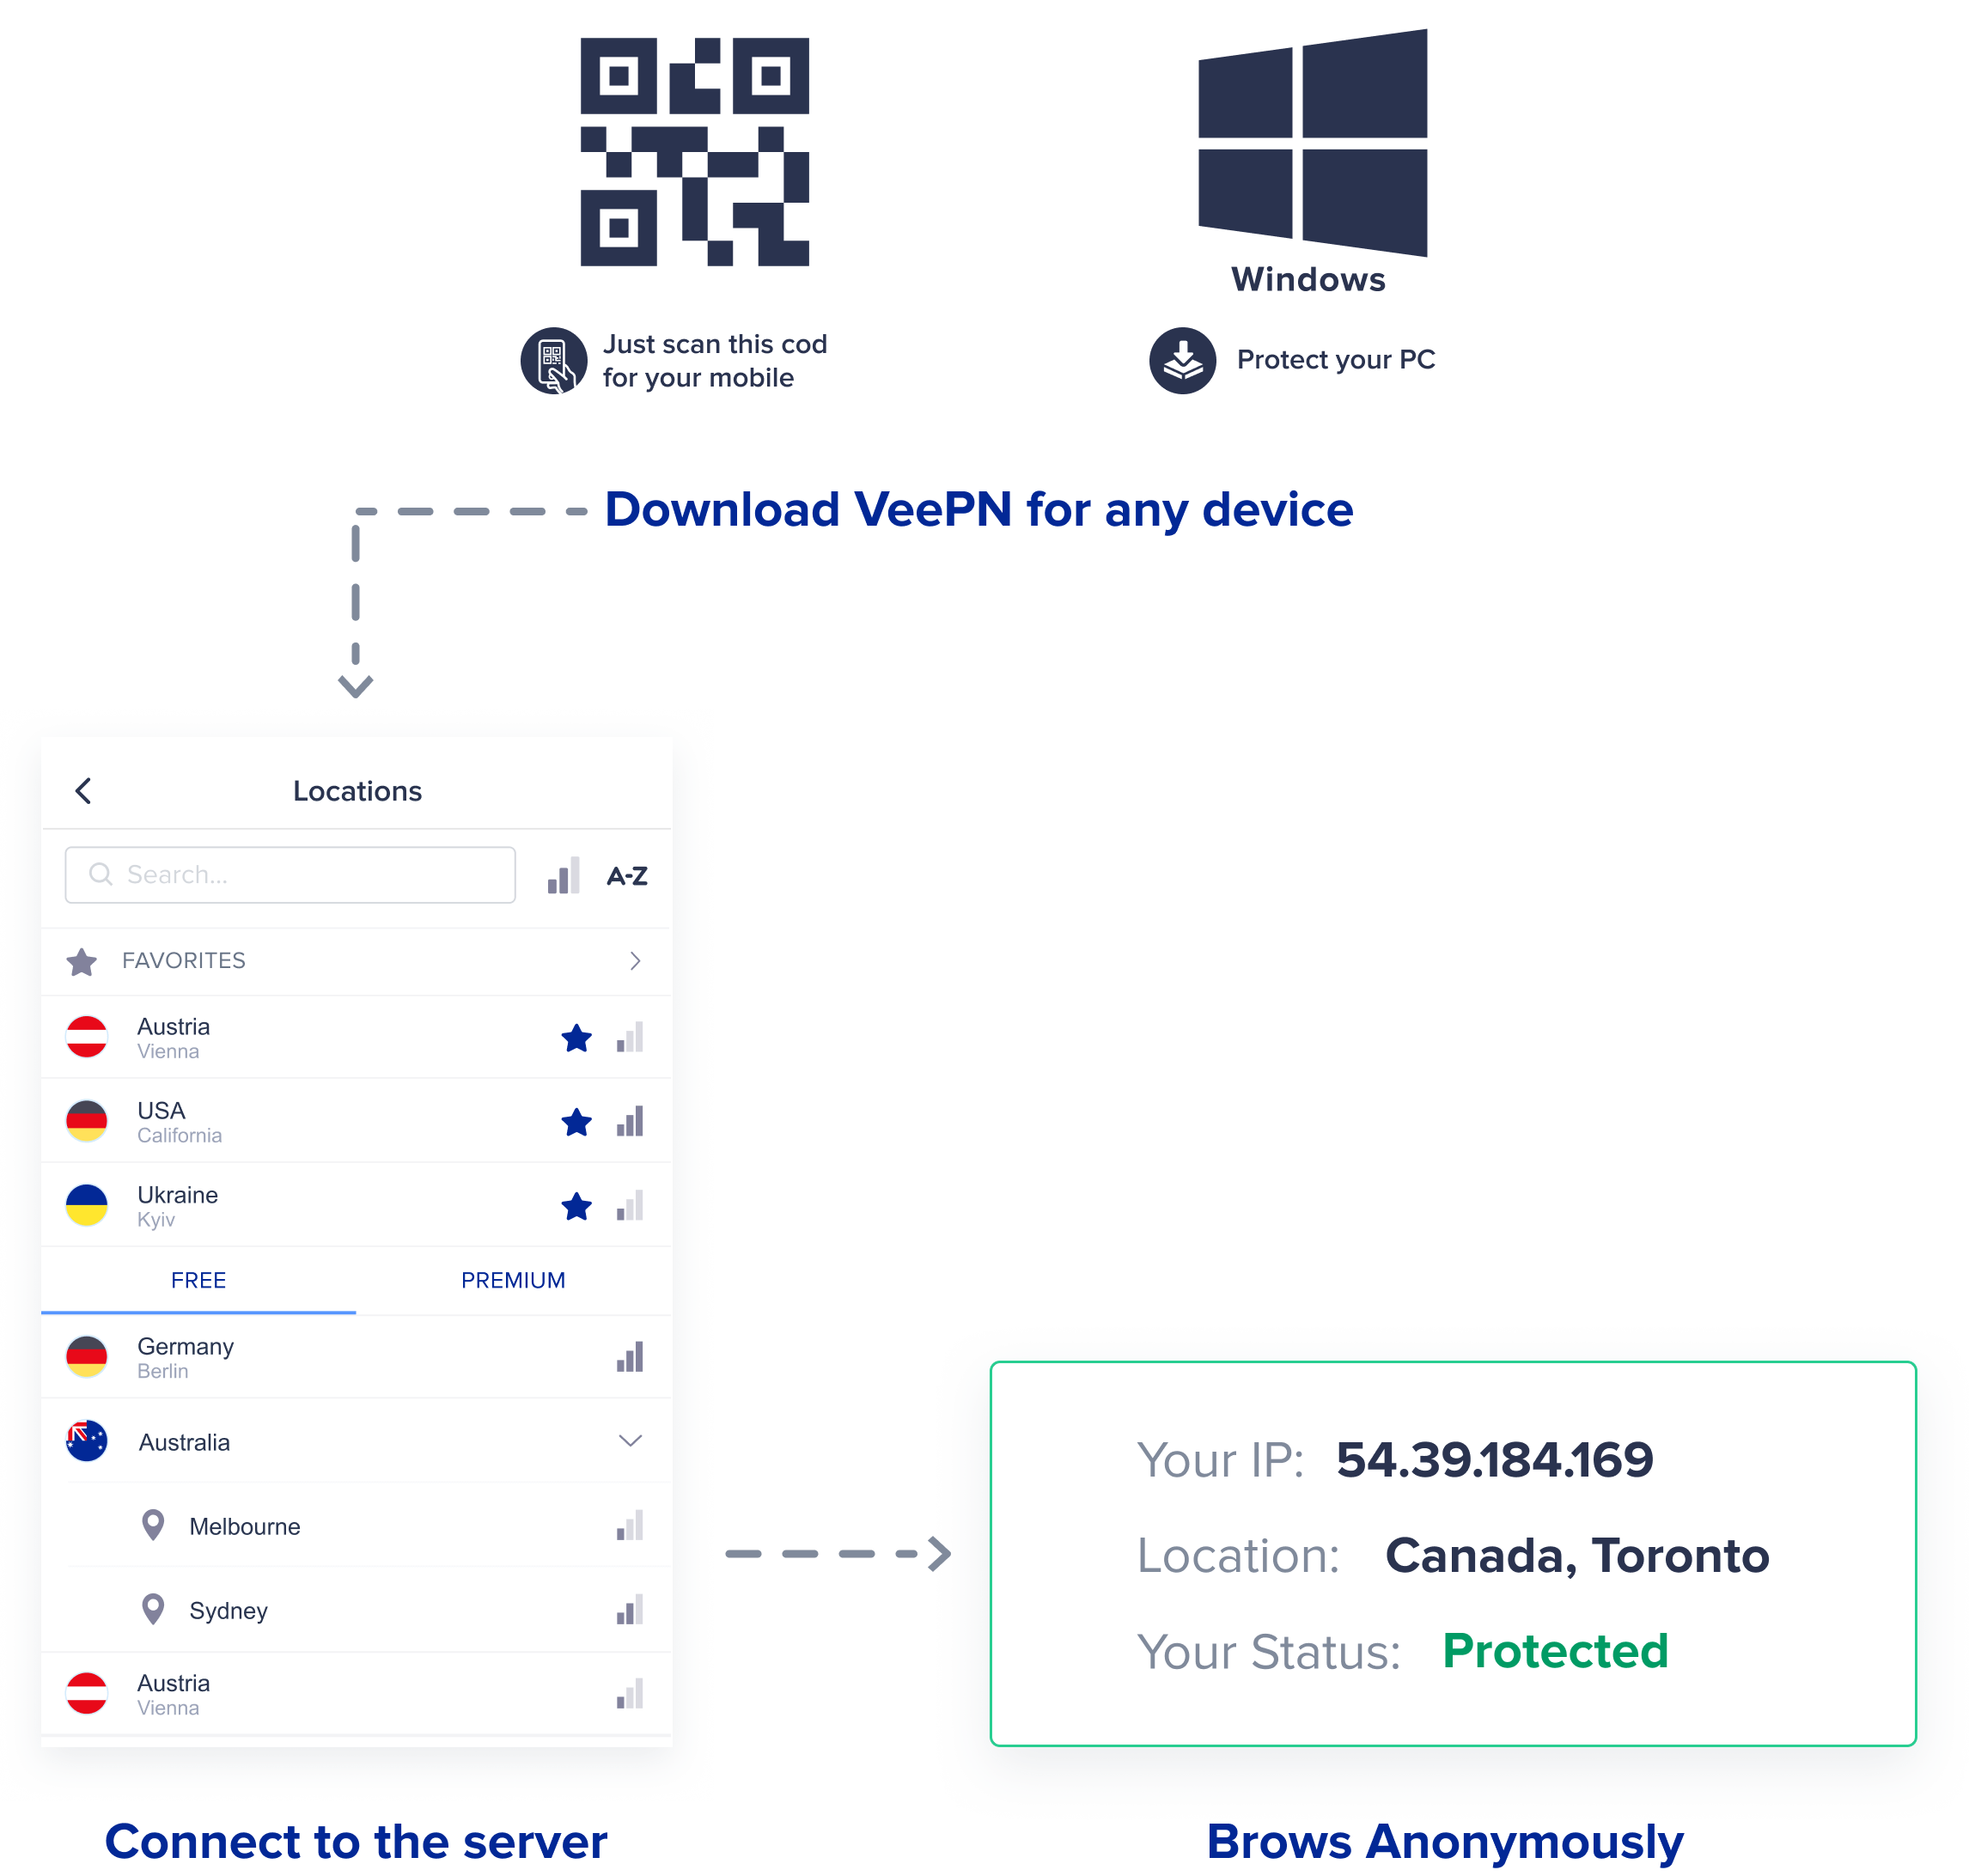 Windows
Just scan this cod
for your mobile
Protect your PC
Download VeePN for any device
Locations
Search...
A-Z
FAVORITES
Austria
Vienna
USA
California
Ukraine
Kyiv
FREE
PREMIUM
Germany
Berlin
Australia
Melbourne
Sydney
Austria
Vienna
Your IP: 54.39.184.169
Location: Canada, Toronto
Your Status: Protected
Connect to the server
Brows Anonymously